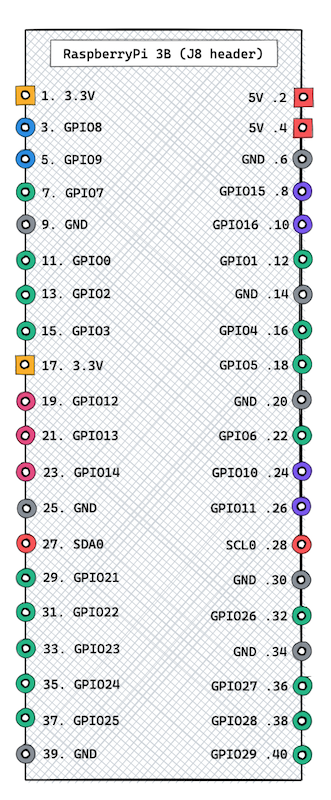 RaspberryPi 3B (J8 header)
1. 3.3V
5V .2
3. GPIO8
5V .4
5. GPIO9
GND .6
7. GPIO7
GPIO15 .8
9. GND
GPIO16 .10
11. GPIO0
GPIO1 .12
13. GPIO2
GND .14
15. GPIO3
GPIO4 .16
17. 3.3V
GPIO5 .18
19. GPIO12
GND .20
21. GPIO13
GPIO6 .22
23. GPIO14
GPIO10 .24
25. GND
GPIO11 .26
27. SDA0
SCL0 .28
29. GPIO21
GND .30
31. GPIO22
GPIO26 .32
33. GPIO23
GND .34
35. GPIO24
GPIO27 .36
37. GPIO25
GPIO28 .38
39. GND
GPIO29 .40